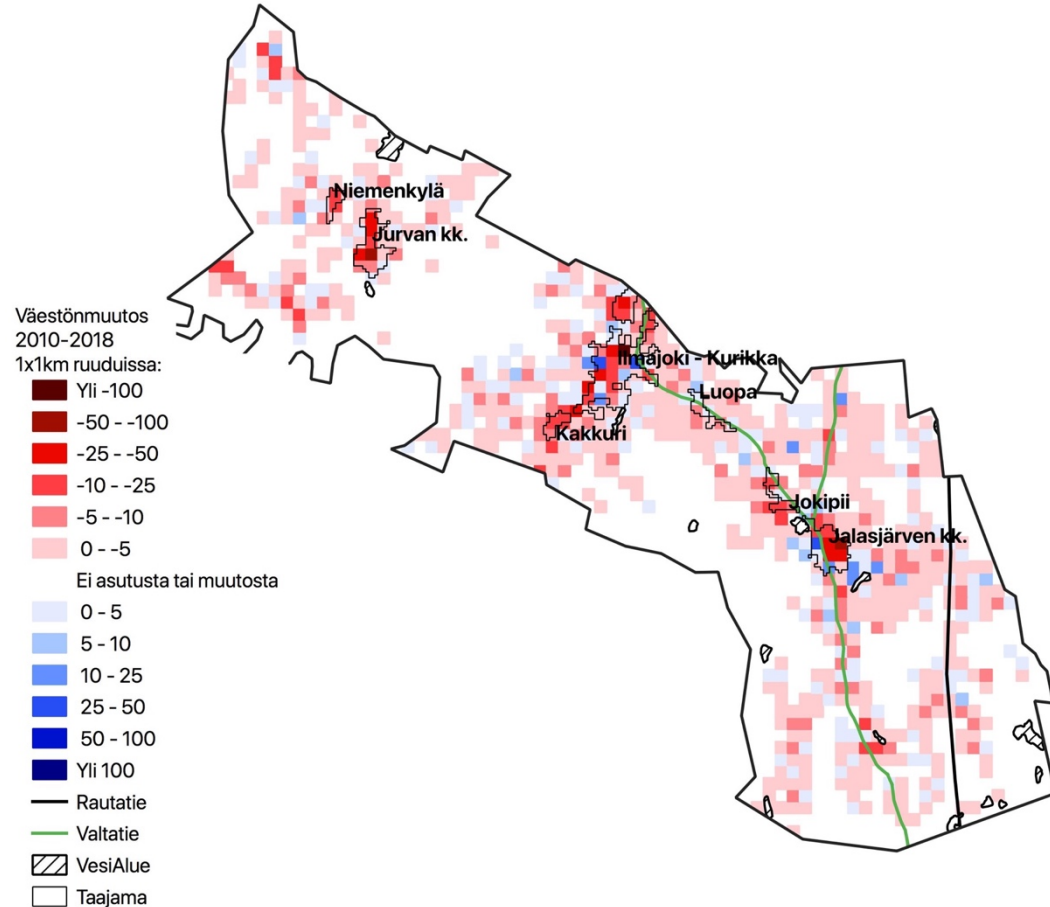 Niemenkylä
Jurvan kk.
Ilmajoki - Kurikka
Luopa
Kakkuri
Jokipii
Jalasjärven kk.
Väestönmuutos
2010-2018
1x1km ruuduissa:
Yli -100
-50 - -100
-25 - -50
-10 - -25
-5 - -10
0 - -5
Ei asutusta tai muutosta
0 - 5
5 - 10
10 - 25
25 - 50
50 - 100
Yli 100
Rautatie
Valtatie
VesiAlue
Taajama